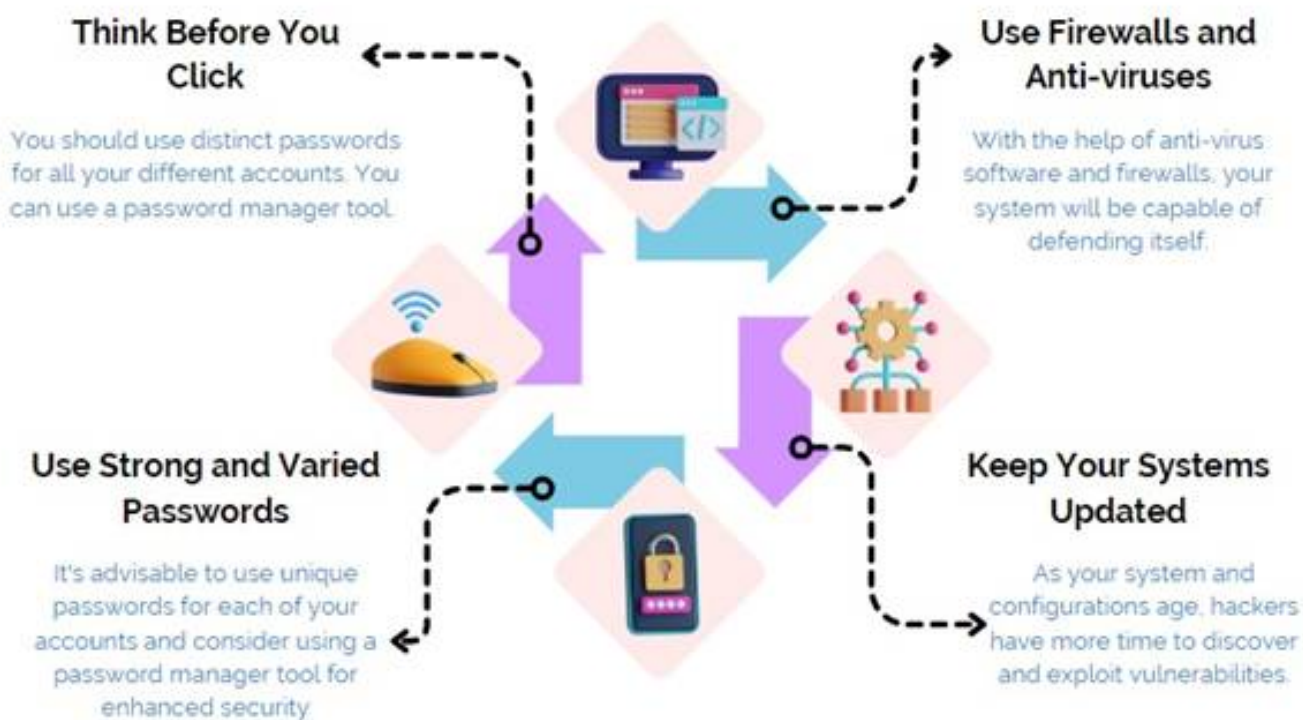 Think Before You
Click
You should use distinct passwords
for all your different accounts. You
can use a password manager tool.
Use Firewalls and
Anti-viruses
With the help of anti-virus
software and firewalls, your
system will be capable of
defending itself.
</>
Use Strong and Varied
Passwords
It's advisable to use unique
passwords for each of your
accounts and consider using a
password manager tool for
enhanced security
Keep Your Systems
Updated
As your system and
configurations age, hackers
have more time to discover
and exploit vulnerabilities.